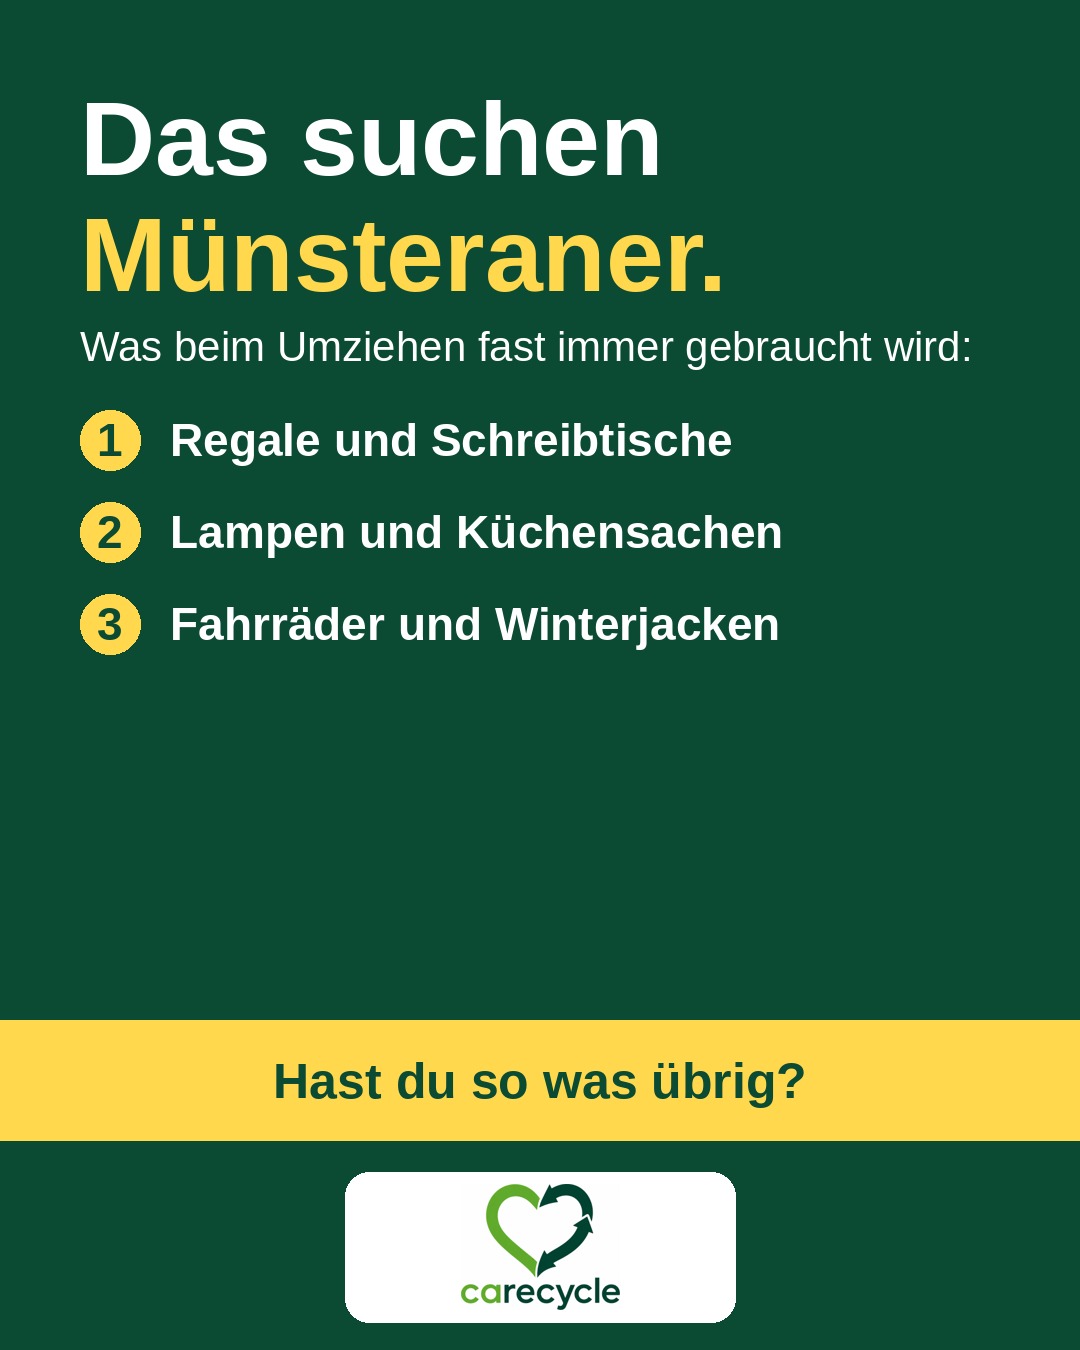 Das suchen
Münsteraner.
Was beim Umziehen fast immer gebraucht wird:
1 Regale und Schreibtische
2 Lampen und Küchensachen
3 Fahrräder und Winterjacken
Hast du so was übrig?
carecycle